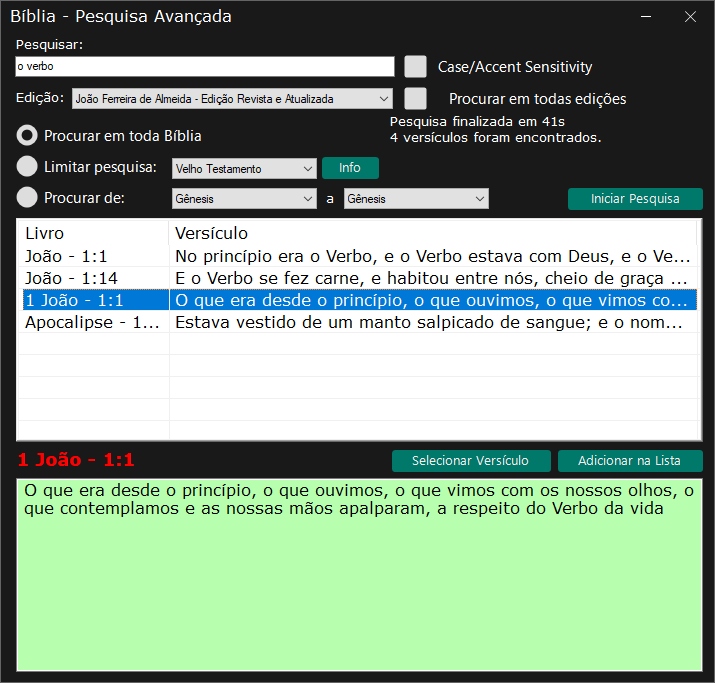 Bíblia - Pesquisa Avançada
Pesquisar:
o verbo
Case/Accent Sensitivity
Edição:
João Ferreira de Almeida - Edição Revista e Atualizada
Procurar em todas edições
Pesquisa finalizada em 41s
4 versículos foram encontrados.
Procurar em toda Bíblia
Limitar pesquisa:
Velho Testamento
Info
Procurar de:
Gênesis
a
Gênesis
Iniciar Pesquisa
Livro
Versículo
João - 1:1
No princípio era o Verbo, e o Verbo estava com Deus, e o Ve...
João - 1:14
E o Verbo se fez carne, e habitou entre nós, cheio de graça ...
1 João - 1:1
O que era desde o princípio, o que ouvimos, o que vimos co...
Apocalipse - 1...
Estava vestido de um manto salpicado de sangue; e o nom...
1 João - 1:1
Selecionar Versículo
Adicionar na Lista
O que era desde o princípio, o que ouvimos, o que vimos com os nossos olhos, o
que contemplamos e as nossas mãos apalparam, a respeito do Verbo da vida